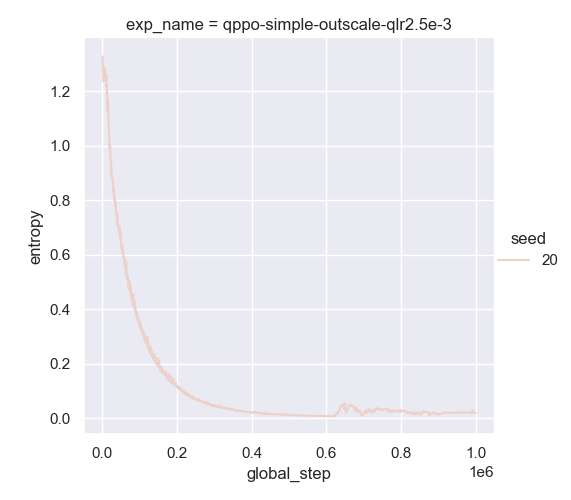 exp_name = qppo-simple-outscale-qlr2.5e-3
1.2
1.0
0.8
0.6
0.4
0.2
0.0
entropy
0.0 0.2 0.4 0.6 0.8 1.0
1e6
global_step
seed
20